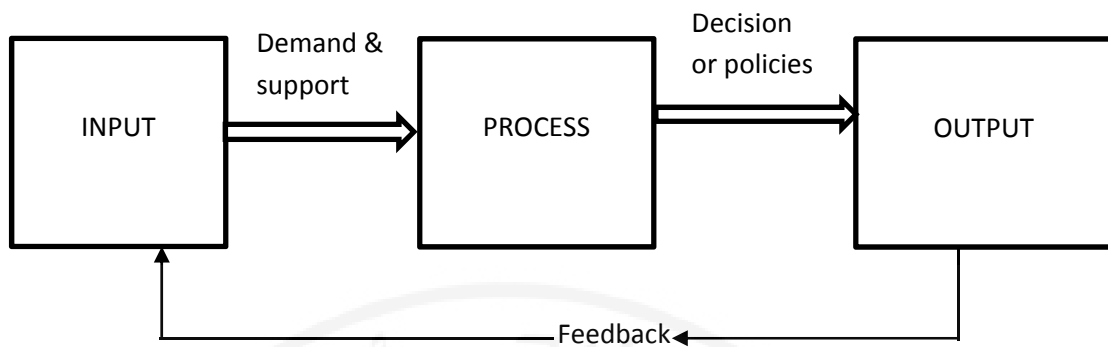 Demand &
support
Decision
or policies
INPUT
PROCESS
OUTPUT
Feedback